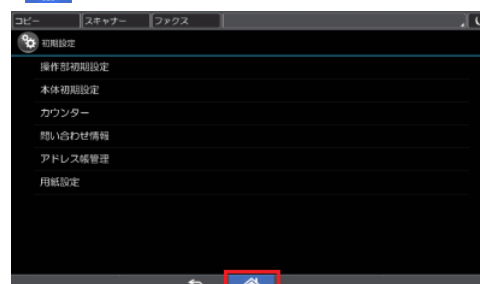 コピー スキャナー ファクス
初期設定
操作部初期設定
本体初期設定
カウンター
問い合わせ情報
アドレス帳管理
用紙設定